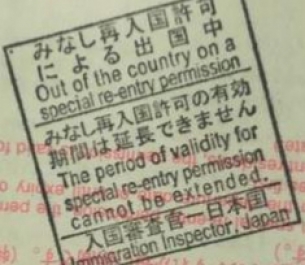 みなし再入国許可
による出国中
Out of the country on a
special re-entry permission
みなし再入国許可の有効
期間は延長できません
The period of validity for
special re-entry permission
cannot be extended.
入国審査官－日本国
Immigration Inspector, Japan